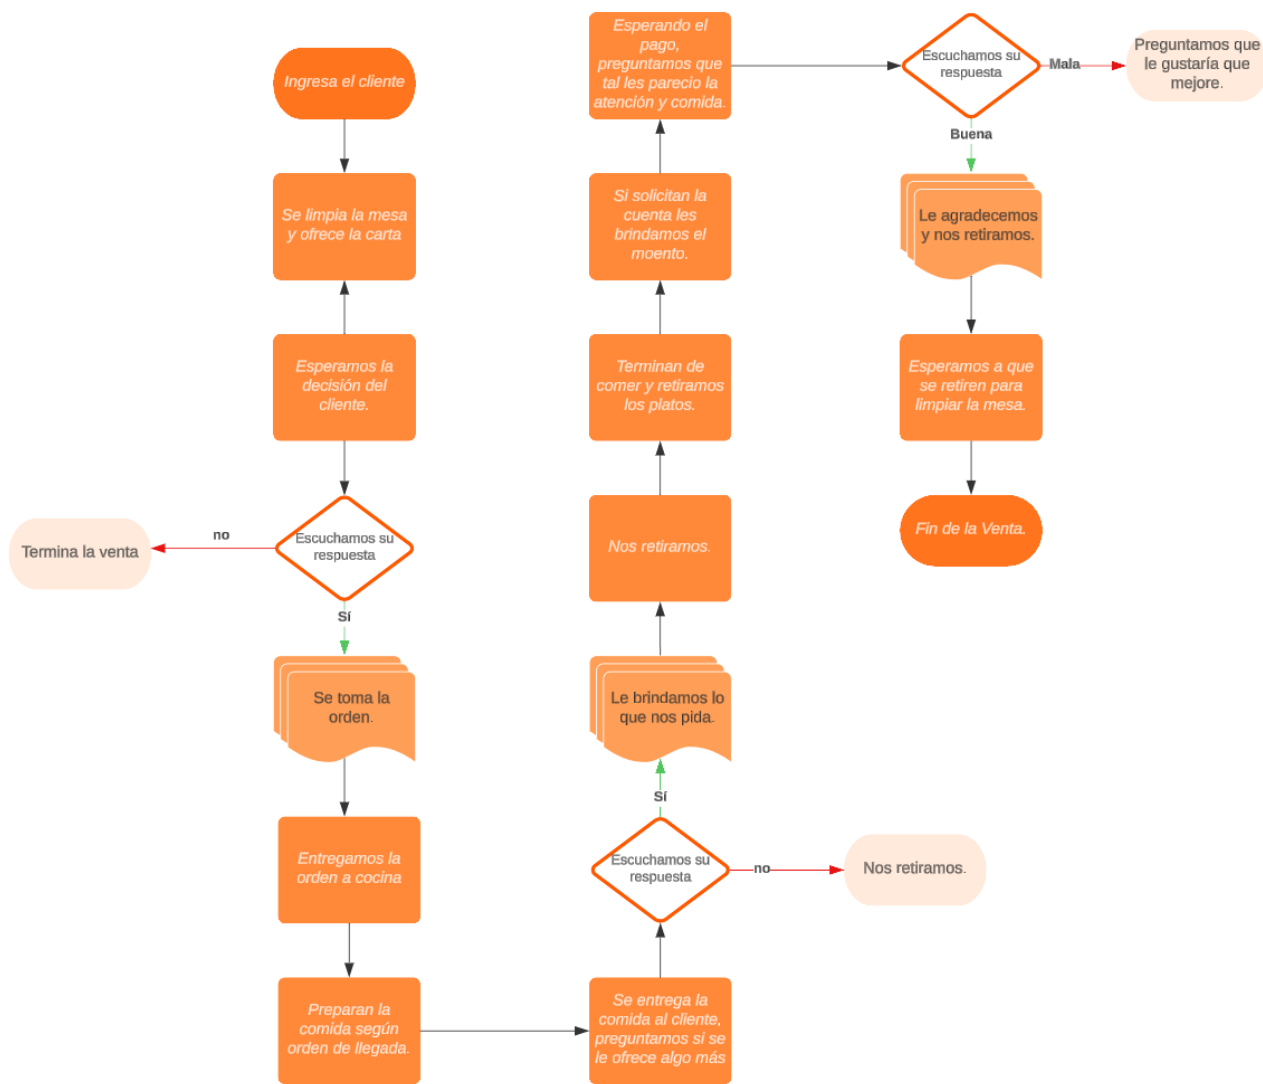 Ingresa el cliente
Se limpia la mesa
y ofrece la carta
Esperamos la
decisión del
cliente.
Escuchamos su
respuesta
no
Termina la venta
Sí
Se toma la
orden.
Entregamos la
orden a cocina
Preparan la
comida según
orden de llegada.
Se entrega la
comida al cliente,
preguntamos si se
le ofrece algo más
Escuchamos su
respuesta
no
Nos retiramos.
Sí
Le brindamos lo
que nos pida.
Nos retiramos.
Terminan de
comer y retiramos
los platos.
Si solicitan la
cuenta les
brindamos el
moento.
Esperando el
pago,
preguntamos que
tal les parecio la
atención y comida.
Escuchamos su
respuesta
Mala
Preguntamos que
le gustaría que
mejore.
Buena
Le agradecemos
y nos retiramos.
Esperamos a que
se retiren para
limpiar la mesa.
Fin de la Venta.